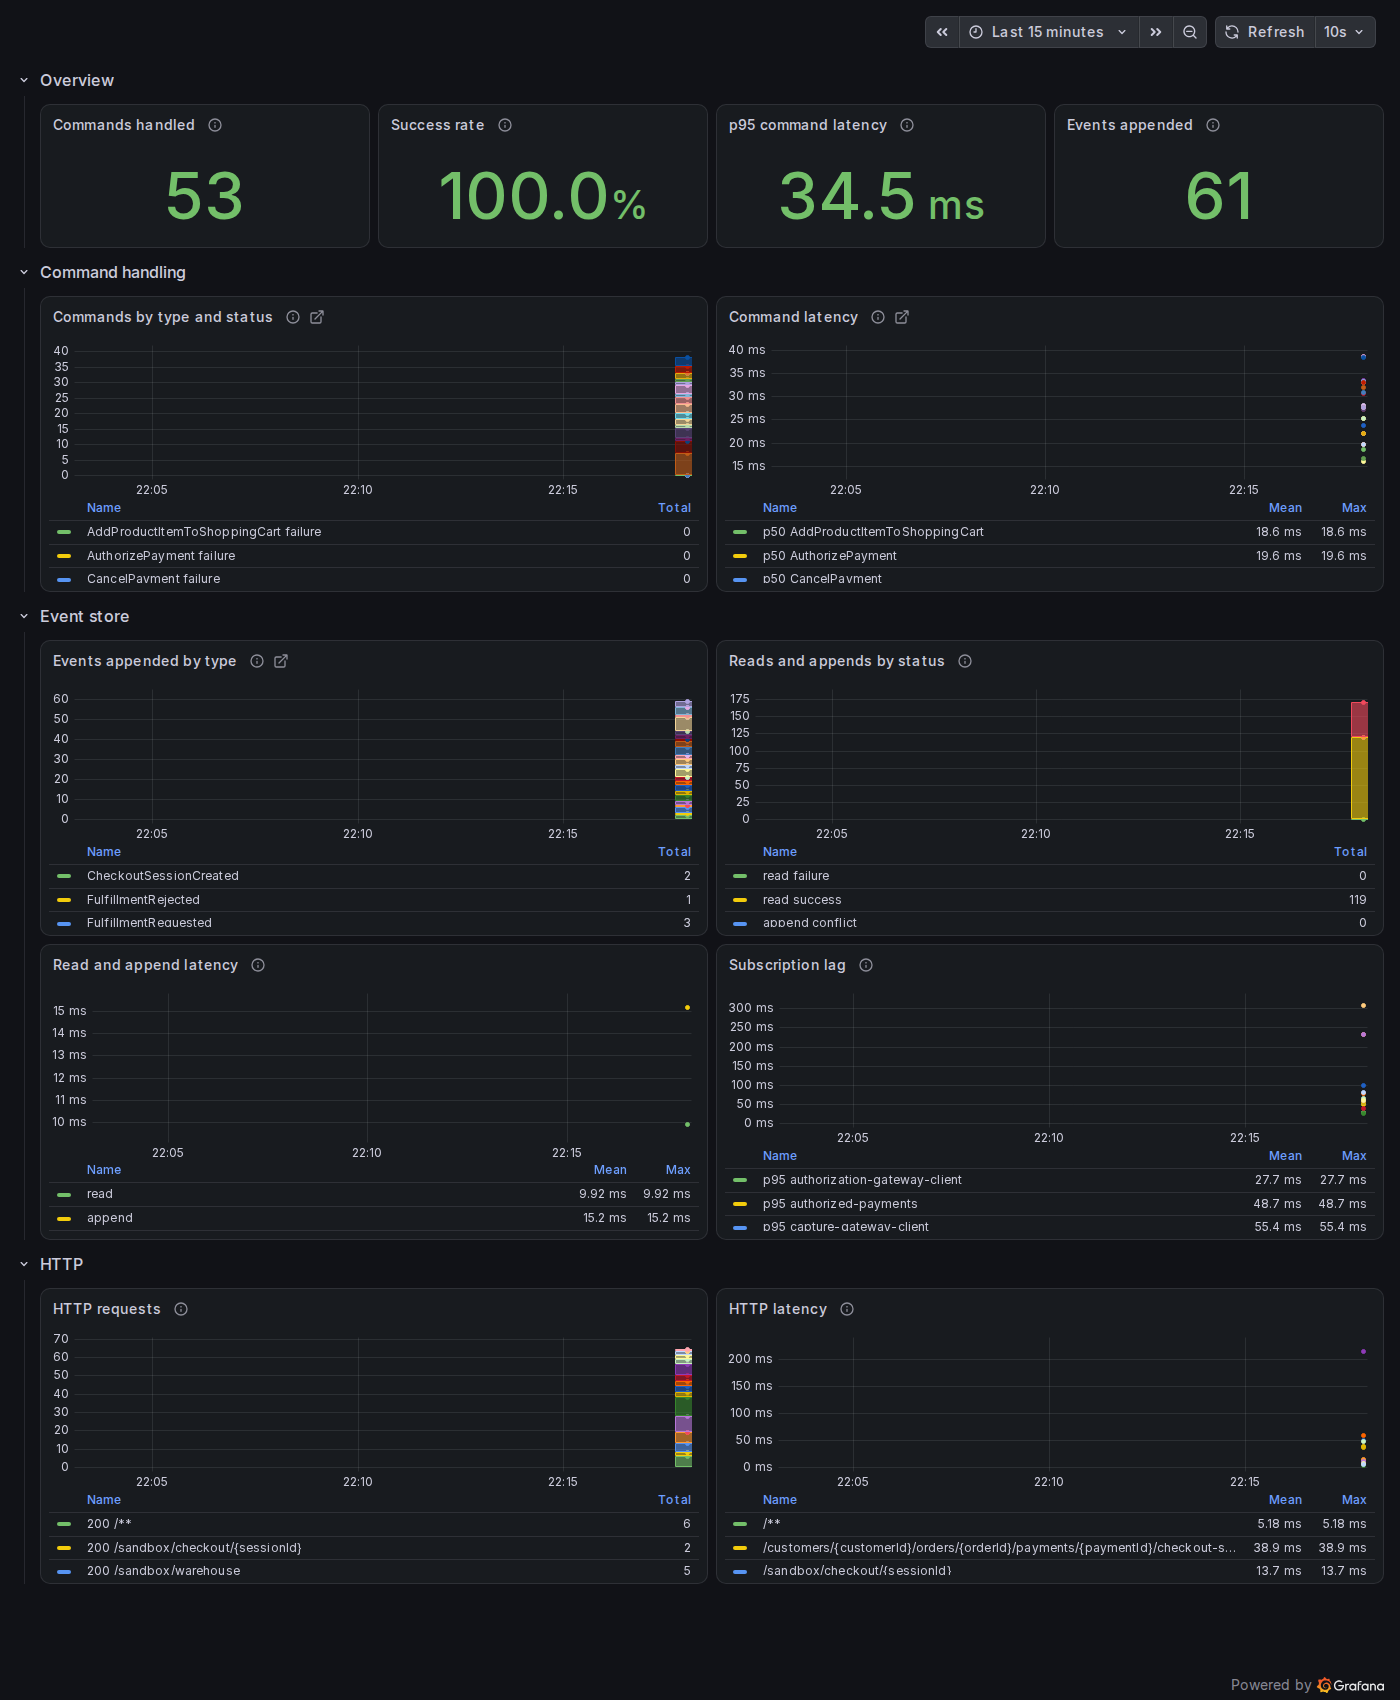 Last 15 minutes Refresh 10s
Overview
Commands handled
53
Success rate
100.0%
p95 command latency
34.5 ms
Events appended
61
Command handling
Commands by type and status
40
35
30
25
20
15
10
5
0
22:05 22:10 22:15
Name Total
AddProductItemToShoppingCart failure 0
AuthorizePayment failure 0
CancelPayment failure 0
Command latency
40 ms
35 ms
30 ms
25 ms
20 ms
15 ms
22:05 22:10 22:15
Name Mean Max
p50 AddProductItemToShoppingCart 18.6 ms 18.6 ms
p50 AuthorizePayment 19.6 ms 19.6 ms
p50 CancelPayment
Event store
Events appended by type
60
50
40
30
20
10
0
22:05 22:10 22:15
Name Total
CheckoutSessionCreated 2
FulfillmentRejected 1
FulfillmentRequested 3
Reads and appends by status
175
150
125
100
75
50
25
0
22:05 22:10 22:15
Name Total
read failure 0
read success 119
append conflict 0
Read and append latency
15 ms
14 ms
13 ms
12 ms
11 ms
10 ms
22:05 22:10 22:15
Name Mean Max
read 9.92 ms 9.92 ms
append 15.2 ms 15.2 ms
Subscription lag
300 ms
250 ms
200 ms
150 ms
100 ms
50 ms
0 ms
22:05 22:10 22:15
Name Mean Max
p95 authorization-gateway-client 27.7 ms 27.7 ms
p95 authorized-payments 48.7 ms 48.7 ms
p95 capture-gateway-client 55.4 ms 55.4 ms
HTTP
HTTP requests
70
60
50
40
30
20
10
0
22:05 22:10 22:15
Name Total
200 /** 6
200 /sandbox/checkout/{sessionId} 2
200 /sandbox/warehouse 5
HTTP latency
200 ms
150 ms
100 ms
50 ms
0 ms
22:05 22:10 22:15
Name Mean Max
/** 5.18 ms 5.18 ms
/customers/{customerId}/orders/{orderId}/payments/{paymentId}/checkout-s... 38.9 ms 38.9 ms
/sandbox/checkout/{sessionId} 13.7 ms 13.7 ms
Powered by Grafana